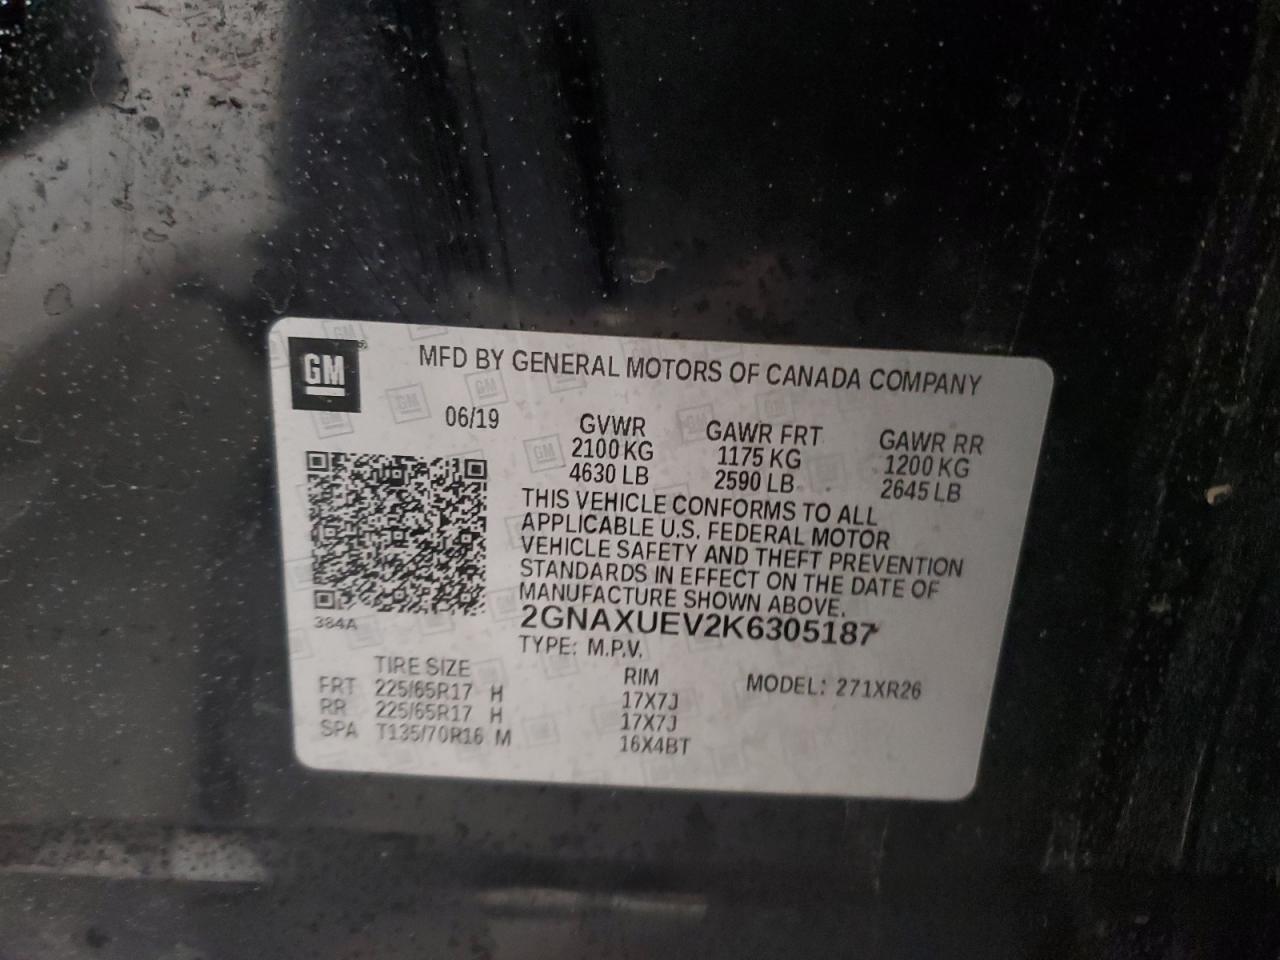 GM
MFD BY GENERAL MOTORS OF CANADA COMPANY
06/19
GVWR GAWR FRT GAWR RR
2100 KG 1175 KG 1200 KG
4630 LB 2590 LB 2645 LB
THIS VEHICLE CONFORMS TO ALL
APPLICABLE U.S. FEDERAL MOTOR
VEHICLE SAFETY AND THEFT PREVENTION
STANDARDS IN EFFECT ON THE DATE OF
MANUFACTURE SHOWN ABOVE.
384A
2GNAXUEV2K6305187
TYPE: M.P.V.
TIRE SIZE RIM MODEL: 271XR26
FRT 225/65R17 H 17X7J
RR 225/65R17 H 17X7J
SPA T135/70R16 M 16X4BT